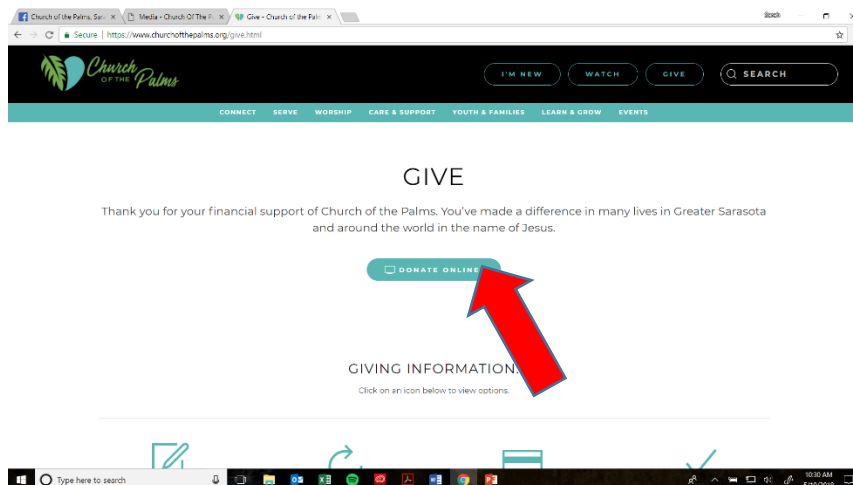 Church of the Palms, Sara
Media - Church Of The P
Give - Church of the Palm
Secure | https://www.churchofthepalms.org/give.html
Church
OF THE Palms
I'M NEW
WATCH
GIVE
SEARCH
CONNECT SERVE WORSHIP CARE & SUPPORT YOUTH & FAMILIES LEARN & GROW EVENTS
GIVE
Thank you for your financial support of Church of the Palms. You've made a difference in many lives in Greater Sarasota
and around the world in the name of Jesus.
DONATE ONLINE
GIVING INFORMATION
Click on an icon below to view options.
Type here to search
10:30 AM